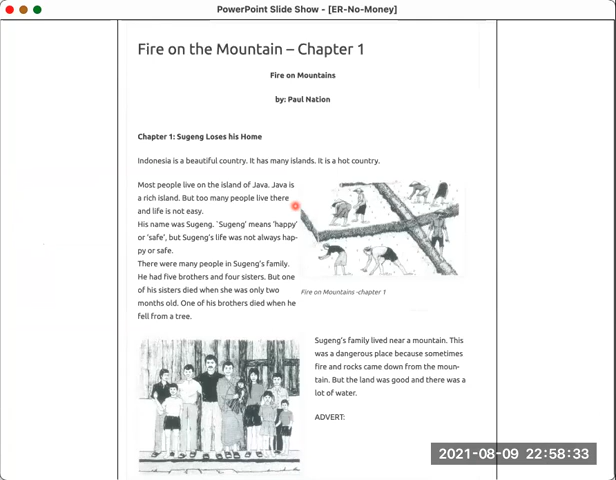 PowerPoint Slide Show - [ER-No-Money]
Fire on the Mountain – Chapter 1
Fire on Mountains
by: Paul Nation
Chapter 1: Sugeng Loses his Home
Indonesia is a beautiful country. It has many islands. It is a hot country.
Most people live on the island of Java. Java is
a rich island. But too many people live there
and life is not easy.
His name was Sugeng. `Sugeng’ means ‘happy’
or ‘safe’, but Sugeng’s life was not always hap-
py or safe.
There were many people in Sugeng’s family.
He had five brothers and four sisters. But one
of his sisters died when she was only two
months old. One of his brothers died when he
fell from a tree.
Fire on Mountains -chapter 1
Sugeng’s family lived near a mountain. This
was a dangerous place because sometimes
fire and rocks came down from the moun-
tain. But the land was good and there was a
lot of water.
ADVERT:
2021-08-09 22:58:33